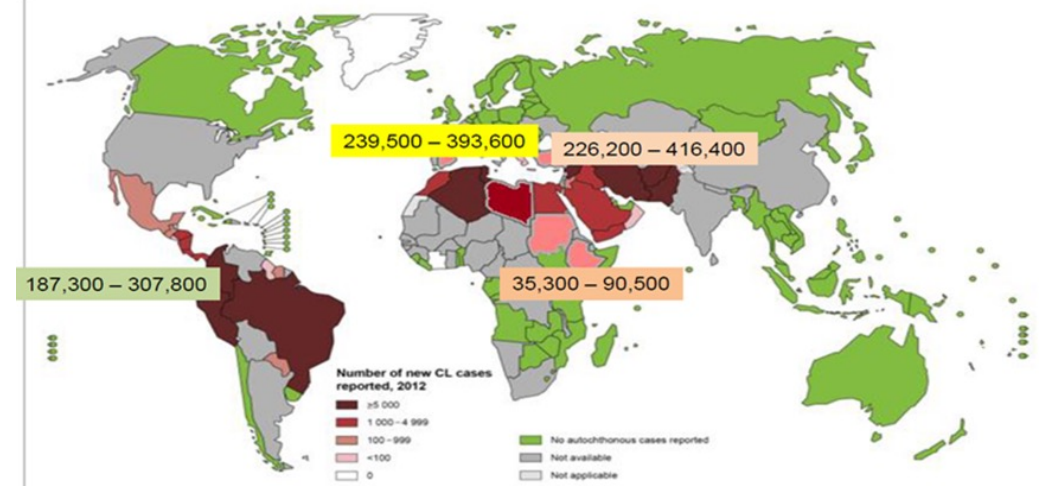 239,500 – 393,600
226,200 – 416,400
187,300 – 307,800
35,300 – 90,500
Number of new CL cases
reported, 2012
≥5 000
1 000–4 999
100–999
<100
0
No autochthonous cases reported
Not available
Not applicable